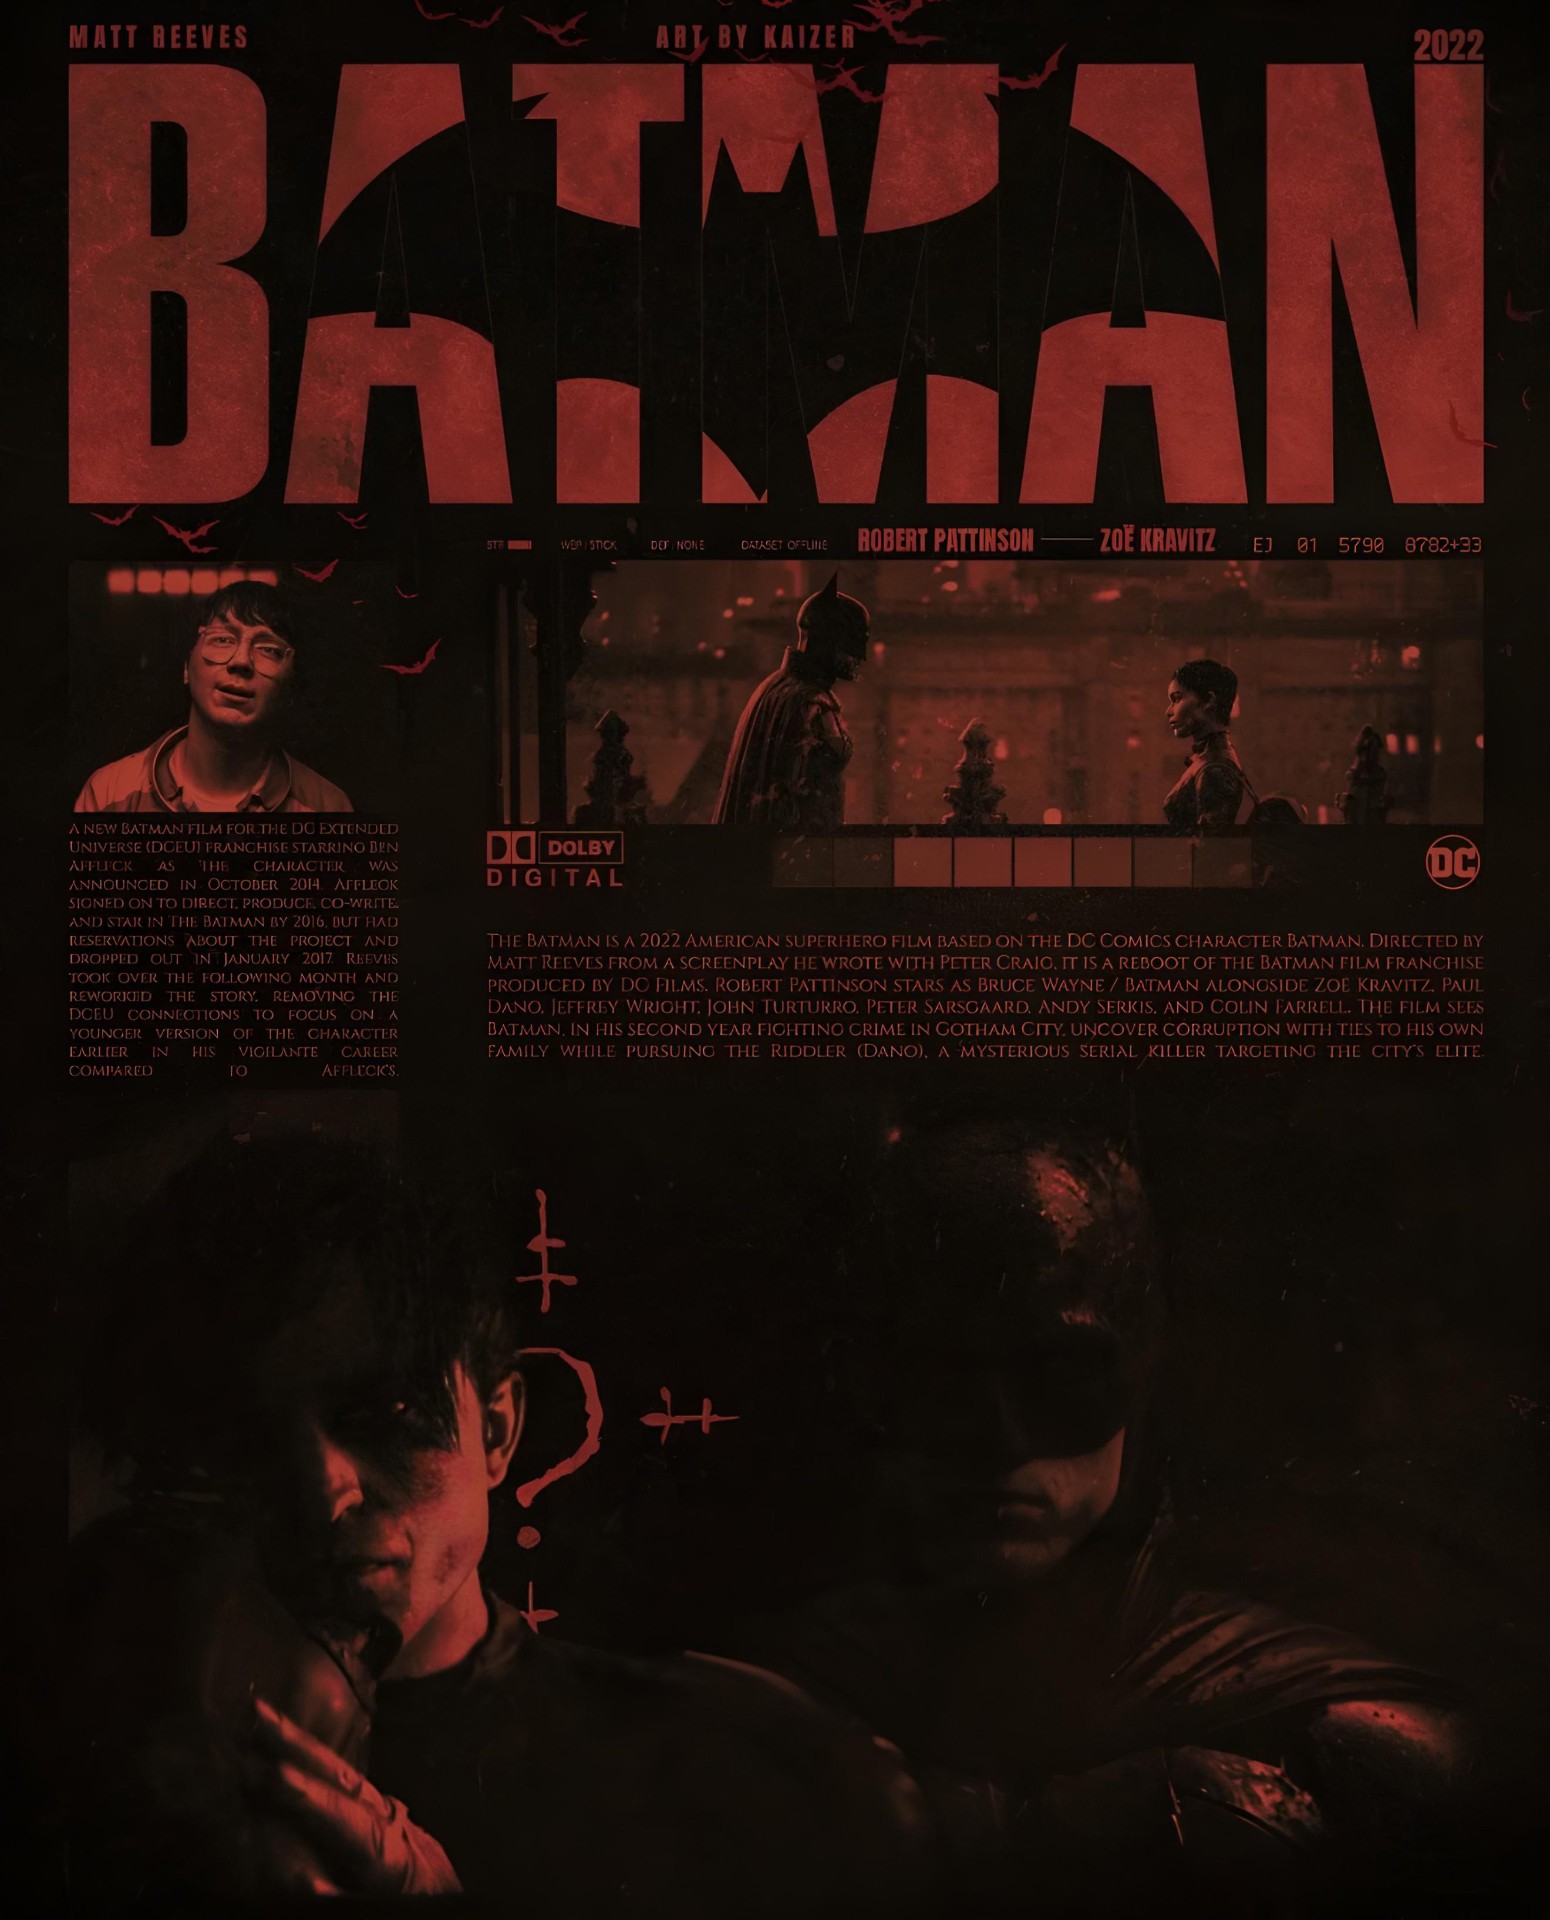 MATT REEVES
ART BY KAIZER
2022
BATMAN
STR WEB : STICK DEF : NONE DATASET OFFLINE ROBERT PATTINSON ZOË KRAVITZ EJ 01 5790 8782+33
A NEW BATMAN FILM FOR THE DC EXTENDED
UNIVERSE (DCEU) FRANCHISE STARRING BEN
AFFLECK AS THE CHARACTER WAS
ANNOUNCED IN OCTOBER 2014. AFFLECK
SIGNED ON TO DIRECT, PRODUCE, CO-WRITE,
AND STAR IN THE BATMAN BY 2016, BUT HAD
RESERVATIONS ABOUT THE PROJECT AND
DROPPED OUT IN JANUARY 2017. REEVES
TOOK OVER THE FOLLOWING MONTH AND
REWORKED THE STORY, REMOVING THE
DCEU CONNECTIONS TO FOCUS ON A
YOUNGER VERSION OF THE CHARACTER
EARLIER IN HIS VIGILANTE CAREER
COMPARED TO AFFLECK'S.
DOLBY
DIGITAL
DC
THE BATMAN IS A 2022 AMERICAN SUPERHERO FILM BASED ON THE DC COMICS CHARACTER BATMAN. DIRECTED BY
MATT REEVES FROM A SCREENPLAY HE WROTE WITH PETER CRAIG, IT IS A REBOOT OF THE BATMAN FILM FRANCHISE
PRODUCED BY DC FILMS. ROBERT PATTINSON STARS AS BRUCE WAYNE / BATMAN ALONGSIDE ZOË KRAVITZ, PAUL
DANO, JEFFREY WRIGHT, JOHN TURTURRO, PETER SARSGAARD, ANDY SERKIS, AND COLIN FARRELL. THE FILM SEES
BATMAN, IN HIS SECOND YEAR FIGHTING CRIME IN GOTHAM CITY, UNCOVER CORRUPTION WITH TIES TO HIS OWN
FAMILY WHILE PURSUING THE RIDDLER (DANO), A MYSTERIOUS SERIAL KILLER TARGETING THE CITY'S ELITE.
?